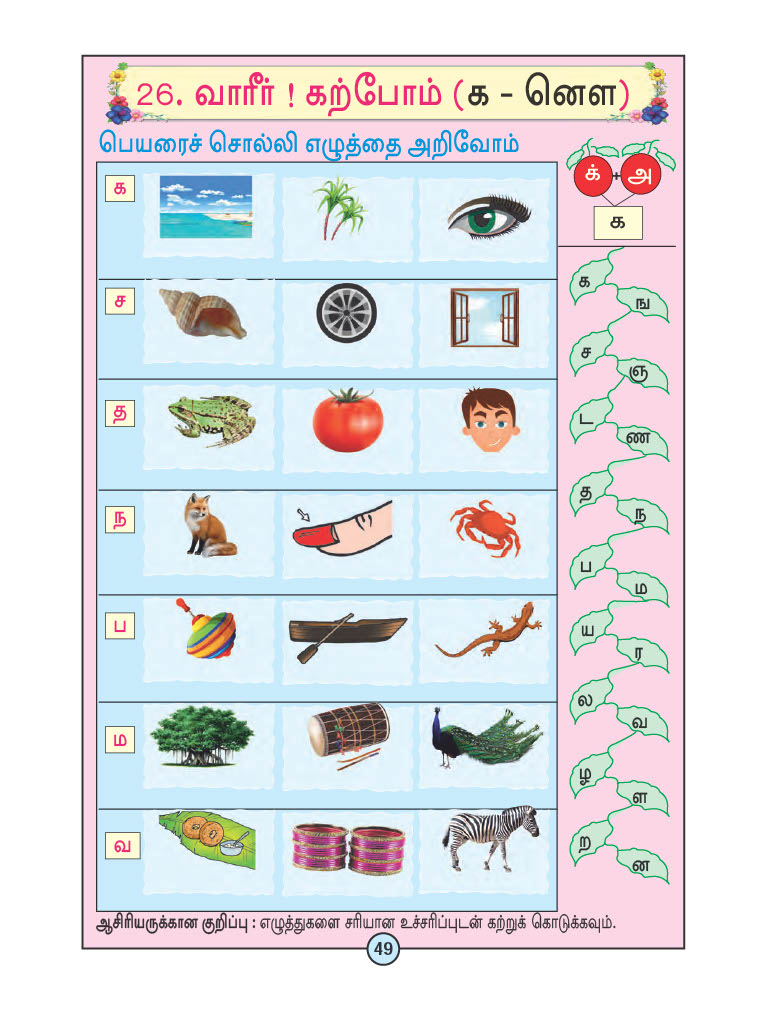 26. வாரீர் ! கற்போம் (க - னௌ)
பெயரைச் சொல்லி எழுத்தை அறிவோம்
க
ச
த
ந
ப
ம
வ
க் + அ
க
க
ங
ச
ஞ
ட
ண
த
ந
ப
ம
ய
ர
ல
வ
ழ
ள
ற
ன
ஆசிரியருக்கான குறிப்பு : எழுத்துகளை சரியான உச்சரிப்புடன் கற்றுக் கொடுக்கவும்.
49